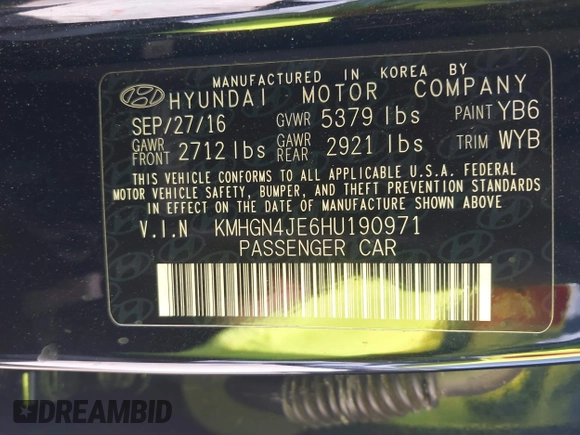 MANUFACTURED IN KOREA BY
HYUNDAI MOTOR COMPANY
SEP/27/16 GVWR 5379 lbs PAINT YB6
GAWR FRONT 2712 lbs GAWR REAR 2921 lbs TRIM WYB
THIS VEHICLE CONFORMS TO ALL APPLICABLE U.S.A. FEDERAL
MOTOR VEHICLE SAFETY, BUMPER, AND THEFT PREVENTION STANDARDS
IN EFFECT ON THE DATE OF MANUFACTURE SHOWN ABOVE.
V.I.N KMHGN4JE6HU190971
PASSENGER CAR
DREAMBID